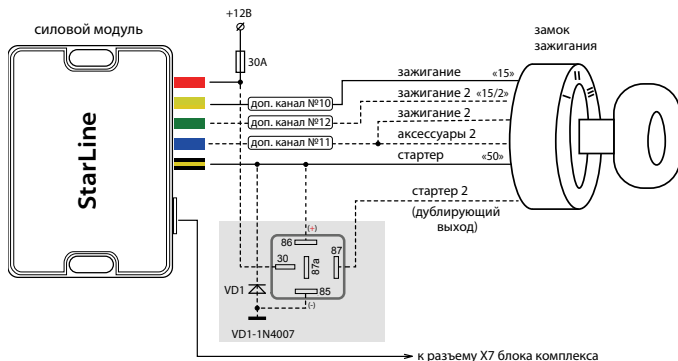 +12В
силовой модуль
замок
зажигания
30А
StarLine
зажигание
«15»
доп. канал №10
зажигание 2
«15/2»
доп. канал №12
зажигание 2
доп. канал №11
аксессуары 2
стартер
«50»
стартер 2
(дублирующий
выход)
(+)
86
30
87а
87
VD1
85
(-)
VD1-1N4007
к разъему X7 блока комплекса